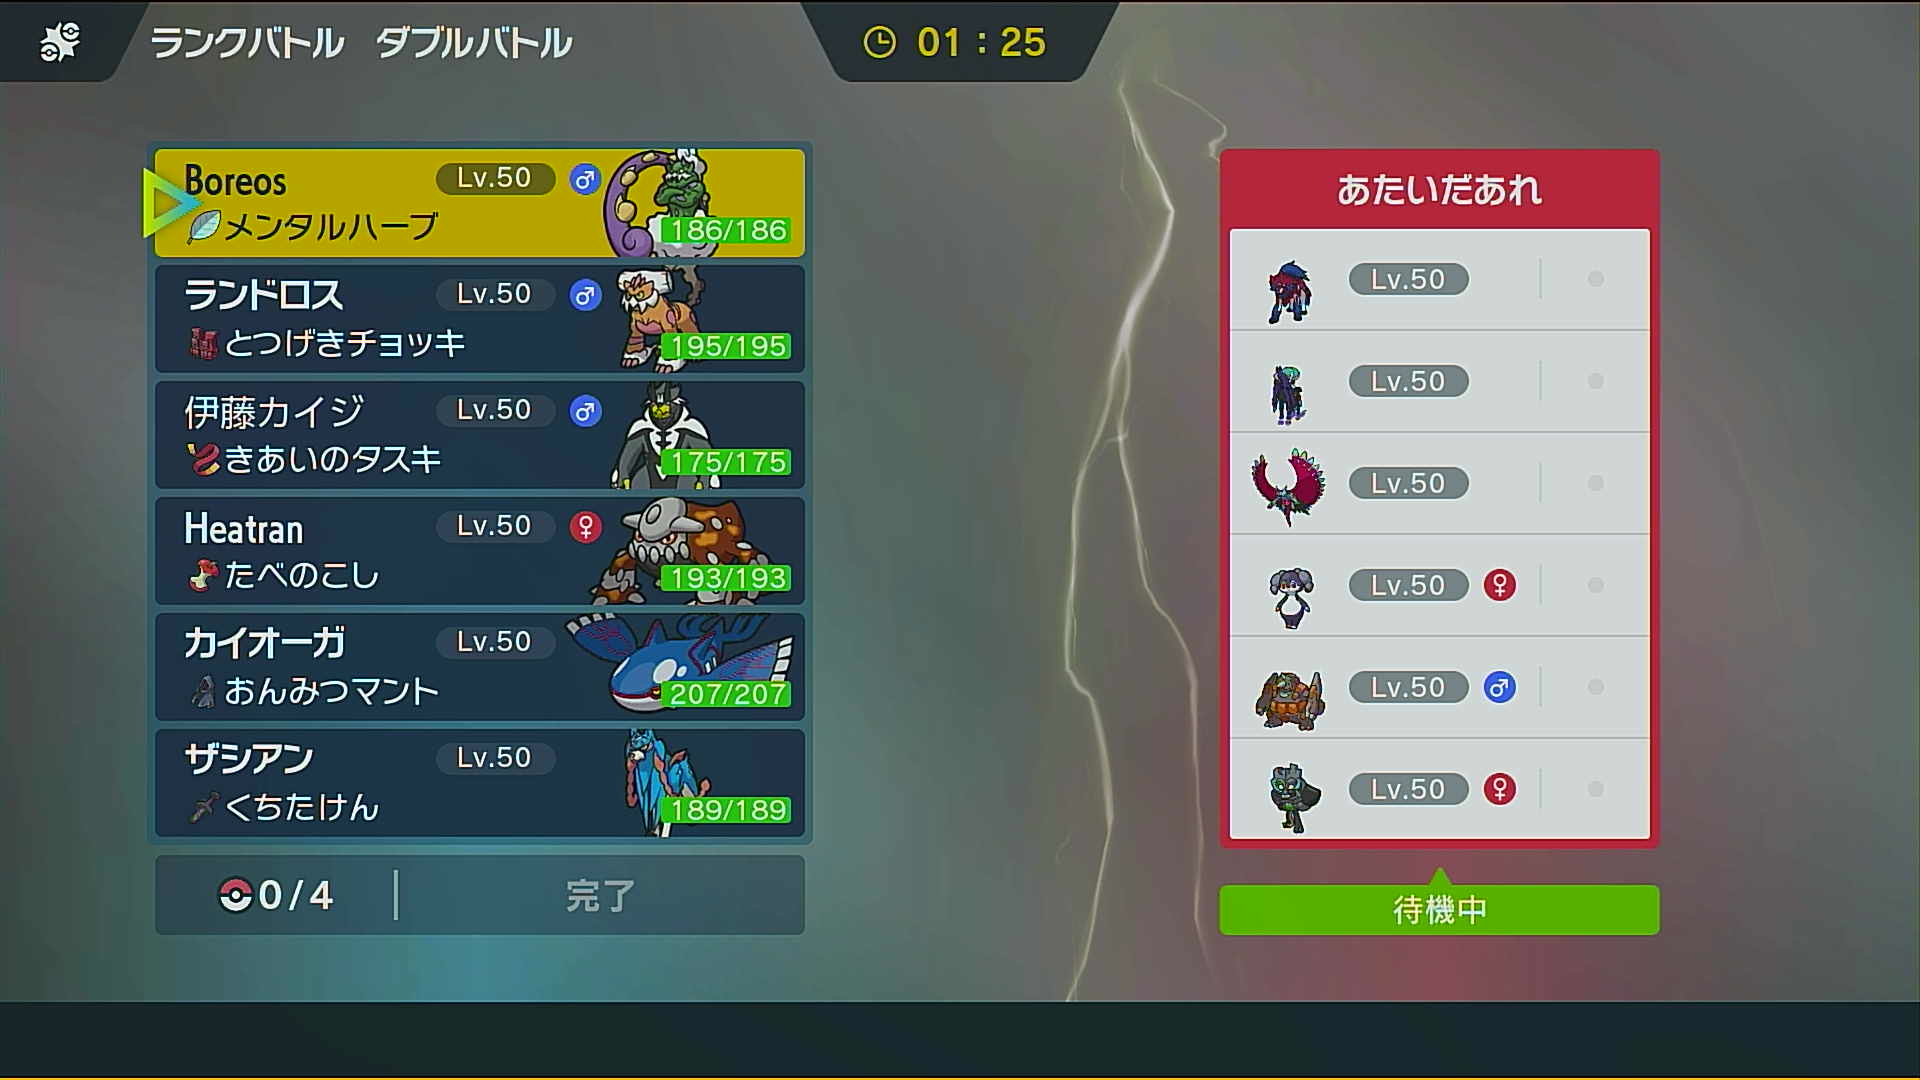 ランクバトル ダブルバトル
01:25
Boreos Lv.50 ♂
メンタルハーブ 186/186
ランドロス Lv.50 ♂
とつげきチョッキ 195/195
伊藤カイジ Lv.50 ♂
きあいのタスキ 175/175
Heatran Lv.50 ♀
たべのこし 193/193
カイオーガ Lv.50
おんみつマント 207/207
ザシアン Lv.50
くちたけん 189/189
0/4 完了
あたいだあれ
Lv.50
Lv.50
Lv.50
Lv.50 ♀
Lv.50 ♂
Lv.50 ♀
待機中